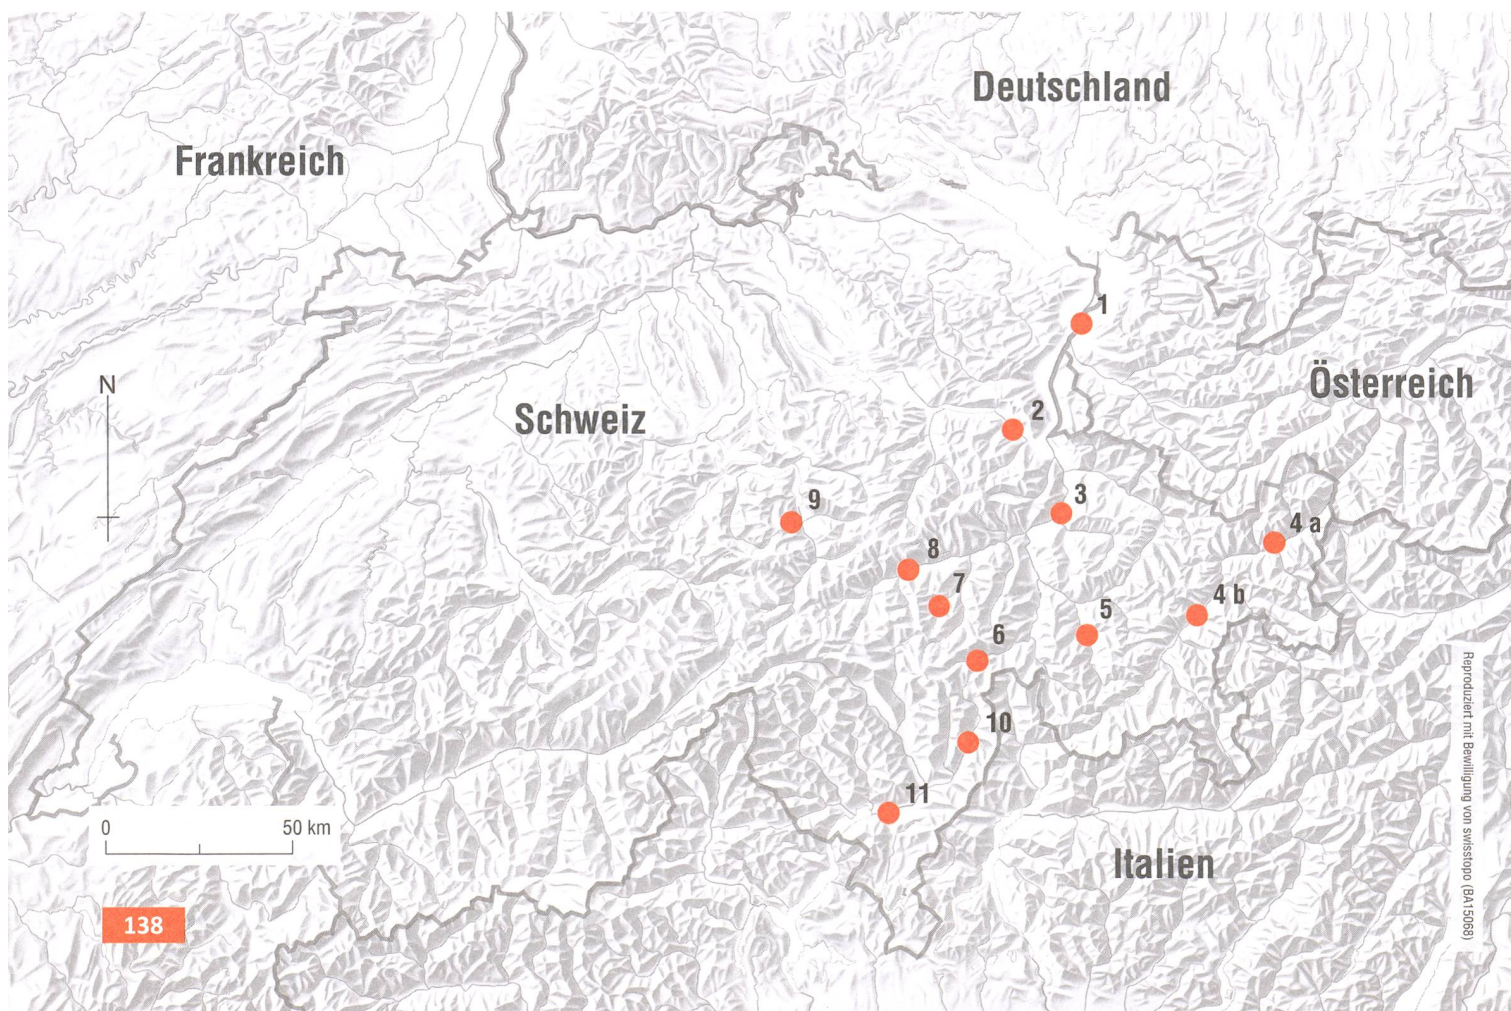 Deutschland
Frankreich
1
Österreich
N
2
Schweiz
3
9
4 a
8
7
4 b
5
6
10
11
0
50 km
Italien
138
Reproduziert mit Bewilligung von swisstopo (BA15068)